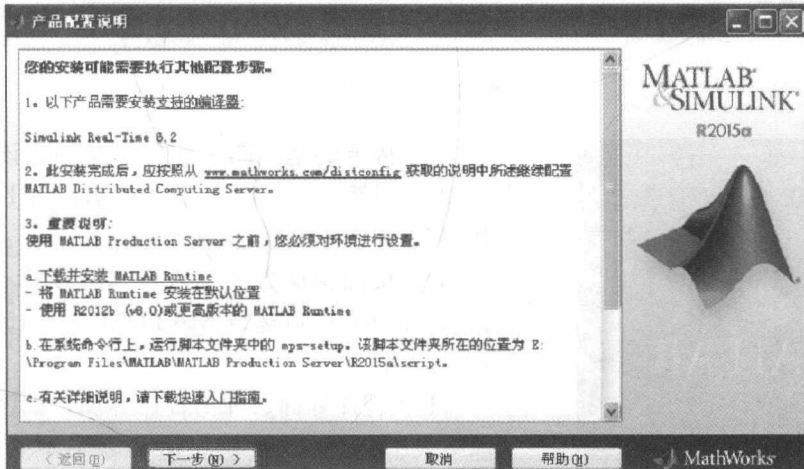 产品配置说明
您的安装可能需要执行其他配置步骤。
1。以下产品需要安装支持的编译器:
Simulink Real-Time 6.2
2。此安装完成后，应按照从 www.mathworks.com/distconfig 获取的说明中所述继续配置
MATLAB Distributed Computing Server。
3。重要说明:
使用 MATLAB Production Server 之前，您必须对环境进行设置。
a.下载并安装 MATLAB Runtime
- 将 MATLAB Runtime 安装在默认位置
- 使用 R2012b (v8.0)或更高版本的 MATLAB Runtime
b.在系统命令行上，运行脚本文件夹中的 mps-setup。该脚本文件夹所在的位置为 E:
\Program Files\MATLAB\MATLAB Production Server\R2015a\script。
c.有关详细说明，请下载快速入门指南。
MATLAB®
&SIMULINK®
R2015a
< 返回(B)
下一步(N) >
取消
帮助(H)
MathWorks®